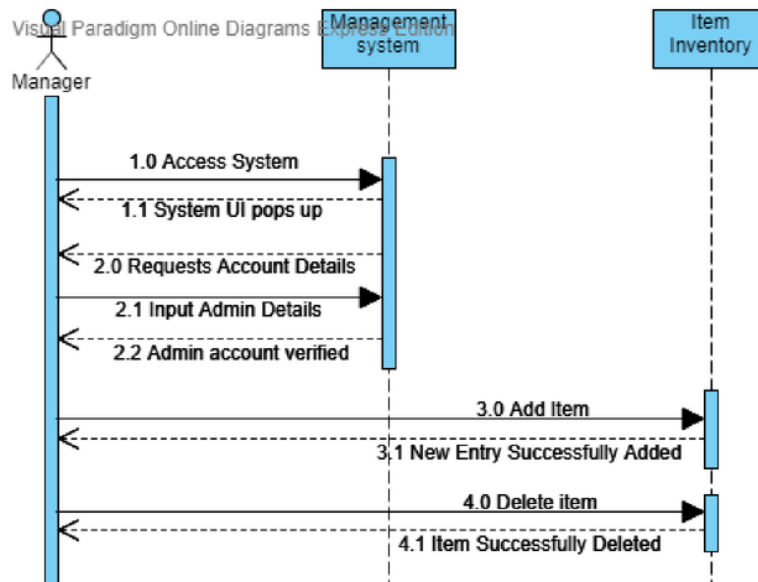 Visual Paradigm Online Diagrams Express Edition
Manager
Management
system
Item
Inventory
1.0 Access System
1.1 System UI pops up
2.0 Requests Account Details
2.1 Input Admin Details
2.2 Admin account verified
3.0 Add Item
3.1 New Entry Successfully Added
4.0 Delete item
4.1 Item Successfully Deleted